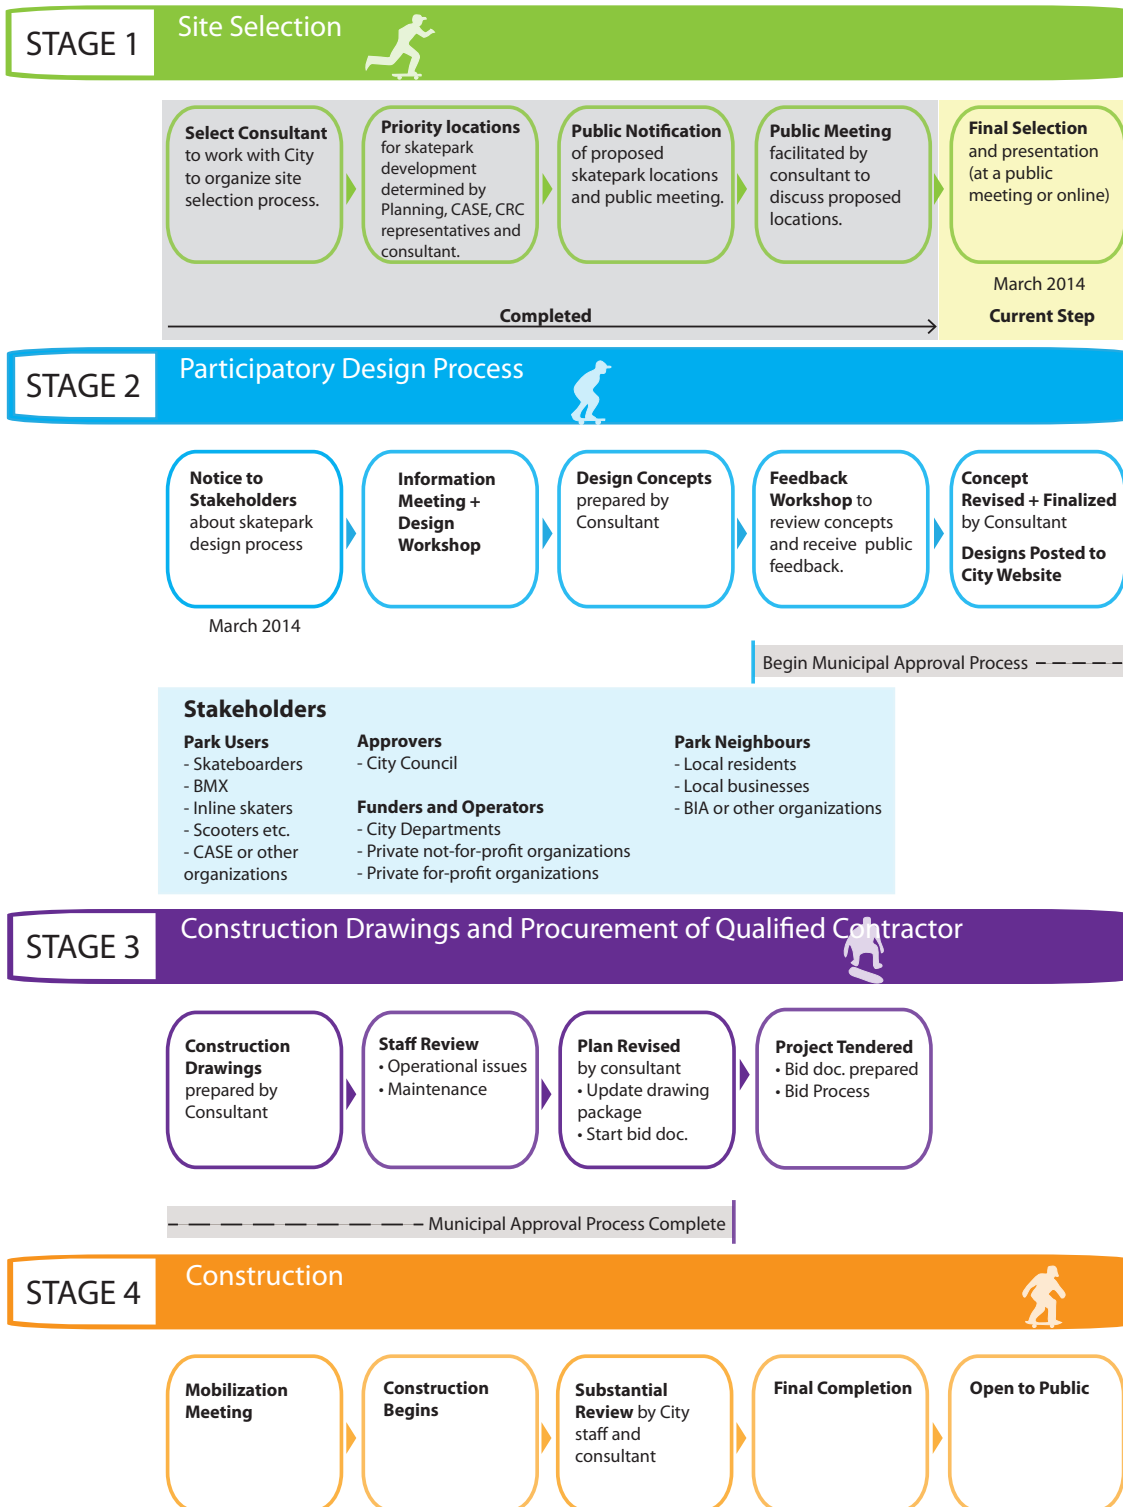 STAGE 1
Site Selection
Select Consultant
to work with City
to organize site
selection process.
Priority locations
for skatepark
development
determined by
Planning, CASE, CRC
representatives and
consultant.
Public Notification
of proposed
skatepark locations
and public meeting.
Public Meeting
facilitated by
consultant to
discuss proposed
locations.
Final Selection
and presentation
(at a public
meeting or online)
Completed
March 2014
Current Step
STAGE 2
Participatory Design Process
Notice to
Stakeholders
about skatepark
design process
Information
Meeting +
Design
Workshop
Design Concepts
prepared by
Consultant
Feedback
Workshop to
review concepts
and receive public
feedback.
Concept
Revised + Finalized
by Consultant
Designs Posted to
City Website
March 2014
Begin Municipal Approval Process
Stakeholders
Park Users
- Skateboarders
- BMX
- Inline skaters
- Scooters etc.
- CASE or other
organizations
Approvers
- City Council
Funders and Operators
- City Departments
- Private not-for-profit organizations
- Private for-profit organizations
Park Neighbours
- Local residents
- Local businesses
- BIA or other organizations
STAGE 3
Construction Drawings and Procurement of Qualified Contractor
Construction
Drawings
prepared by
Consultant
Staff Review
• Operational issues
• Maintenance
Plan Revised
by consultant
• Update drawing
package
• Start bid doc.
Project Tendered
• Bid doc. prepared
• Bid Process
Municipal Approval Process Complete
STAGE 4
Construction
Mobilization
Meeting
Construction
Begins
Substantial
Review by City
staff and
consultant
Final Completion
Open to Public